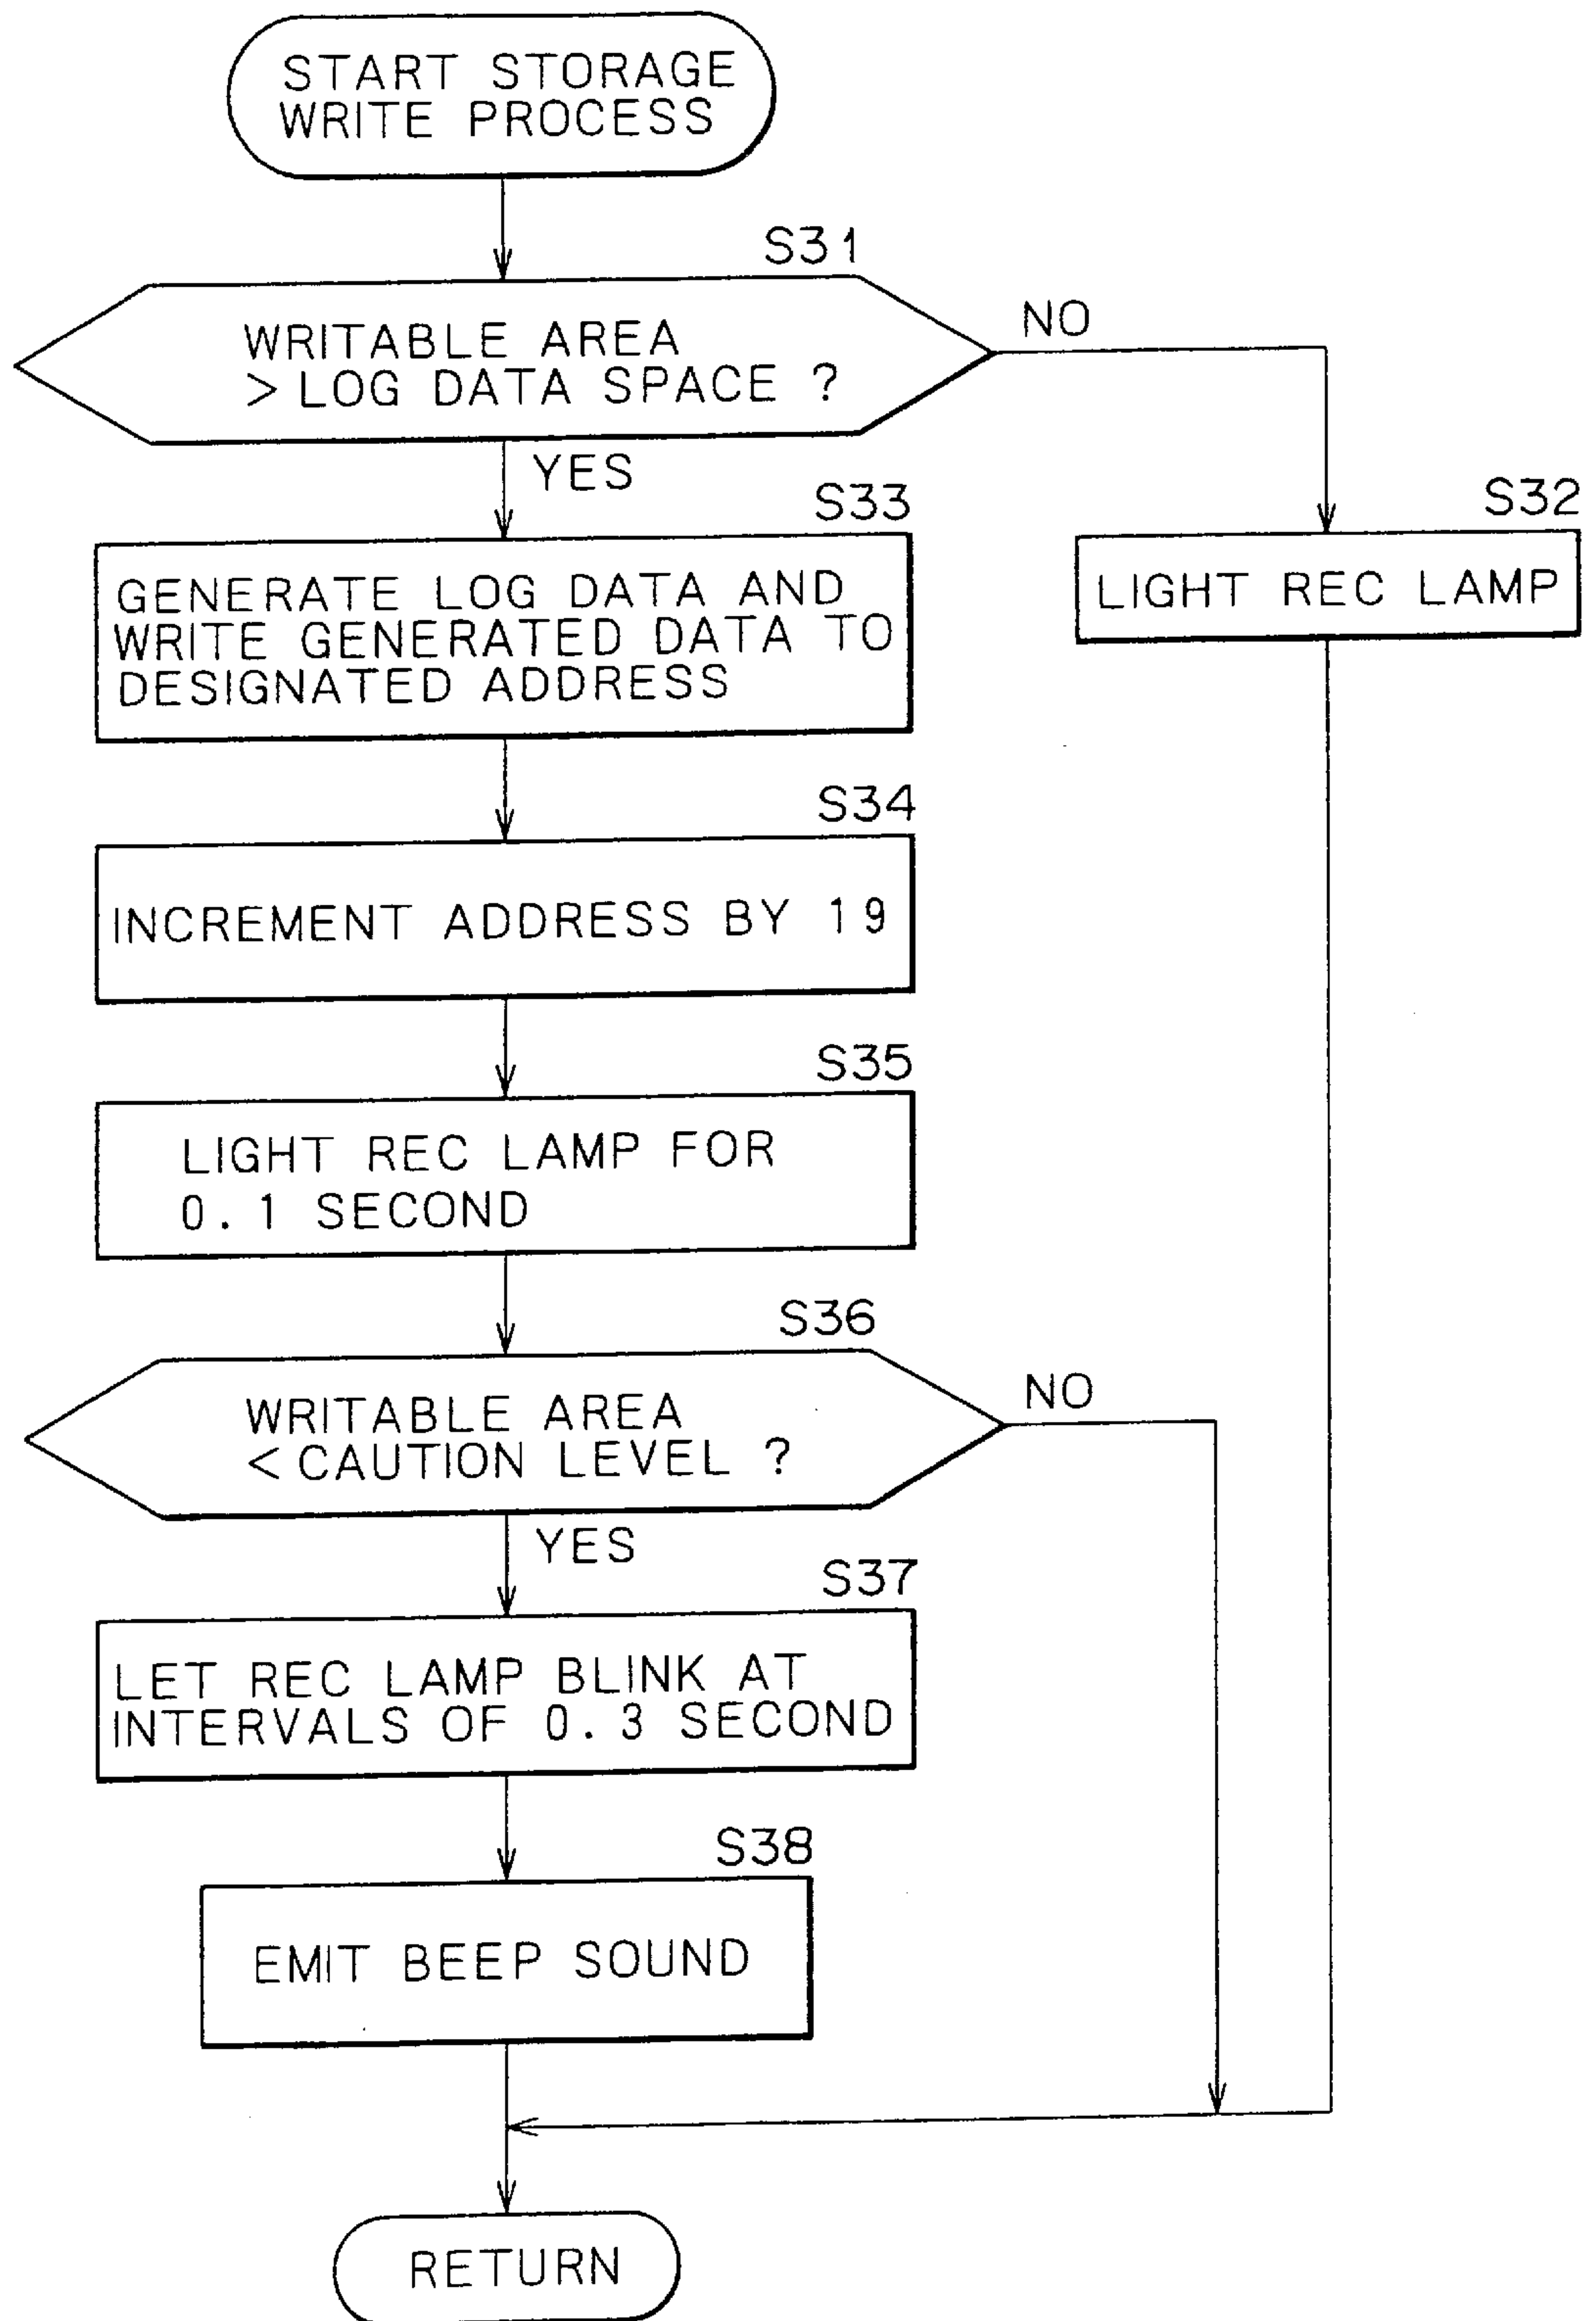 START STORAGE
WRITE PROCESS
S31
WRITABLE AREA
> LOG DATA SPACE ?
NO
YES
S33
GENERATE LOG DATA AND
WRITE GENERATED DATA TO
DESIGNATED ADDRESS
S32
LIGHT REC LAMP
S34
INCREMENT ADDRESS BY 19
S35
LIGHT REC LAMP FOR
0.1 SECOND
S36
WRITABLE AREA
< CAUTION LEVEL ?
NO
YES
S37
LET REC LAMP BLINK AT
INTERVALS OF 0.3 SECOND
S38
EMIT BEEP SOUND
RETURN